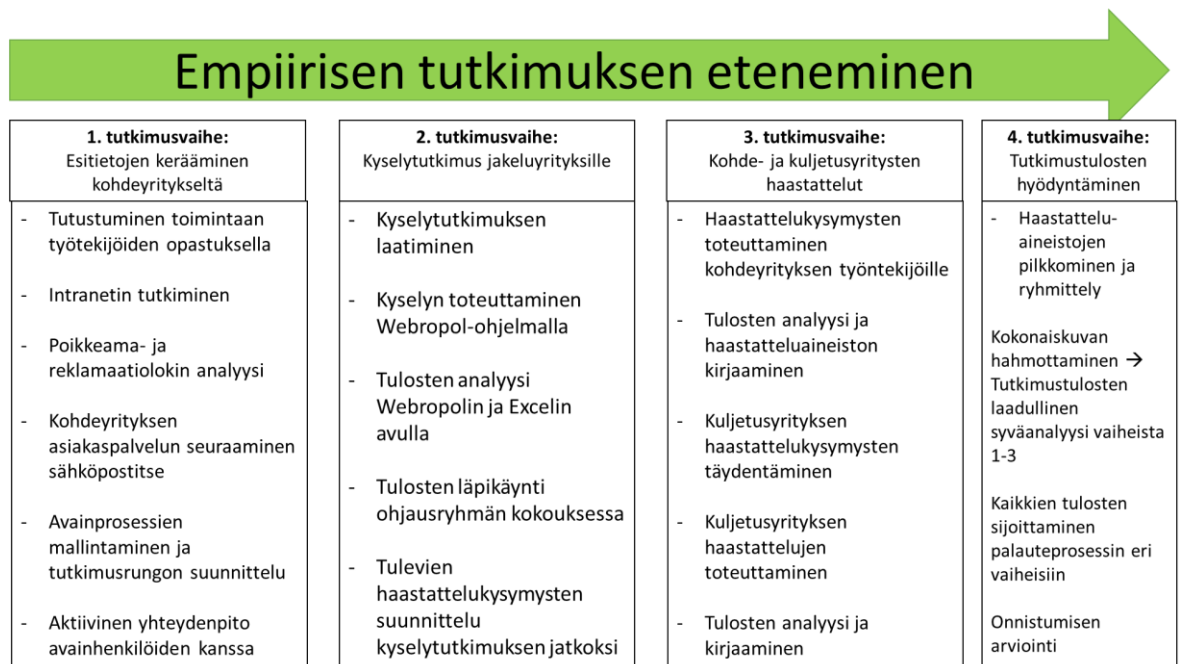 Empiirisen tutkimuksen eteneminen
1. tutkimusvaihe:
Esitietojen kerääminen
kohdeyritykseltä
- Tutustuminen toimintaan
työtekijöiden opastuksella
- Intranetin tutkiminen
- Poikkeama- ja
reklamaatiolokin analyysi
- Kohdeyrityksen
asiakaspalvelun seuraaminen
sähköpostitse
- Avainprosessien
mallintaminen ja
tutkimusrungon suunnittelu
- Aktiivinen yhteydenpito
avainhenkilöiden kanssa
2. tutkimusvaihe:
Kyselytutkimus jakeluyrityksille
- Kyselytutkimuksen
laatiminen
- Kyselyn toteuttaminen
Webropol-ohjelmalla
- Tulosten analyysi
Webropolin ja Excelin
avulla
- Tulosten läpikäynti
ohjausryhmän kokouksessa
- Tulevien
haastattelukysymysten
suunnittelu
kyselytutkimuksen jatkoksi
3. tutkimusvaihe:
Kohde- ja kuljetusyritysten
haastattelut
- Haastattelukysymysten
toteuttaminen
kohdeyrityksen työntekijöille
- Tulosten analyysi ja
haastatteluaineiston
kirjaaminen
- Kuljetusyrityksen
haastattelukysymysten
täydentäminen
- Kuljetusyrityksen
haastattelujen
toteuttaminen
- Tulosten analyysi ja
kirjaaminen
4. tutkimusvaihe:
Tutkimustulosten
hyödyntäminen
- Haastattelu-
aineistojen
pilkkominen ja
ryhmittely
Kokonaiskuvan
hahmottaminen →
Tutkimustulosten
laadullinen
syväanalyysi vaiheista
1-3
Kaikkien tulosten
sijoittaminen
palauteprosessin eri
vaiheisiin
Onnistumisen
arviointi